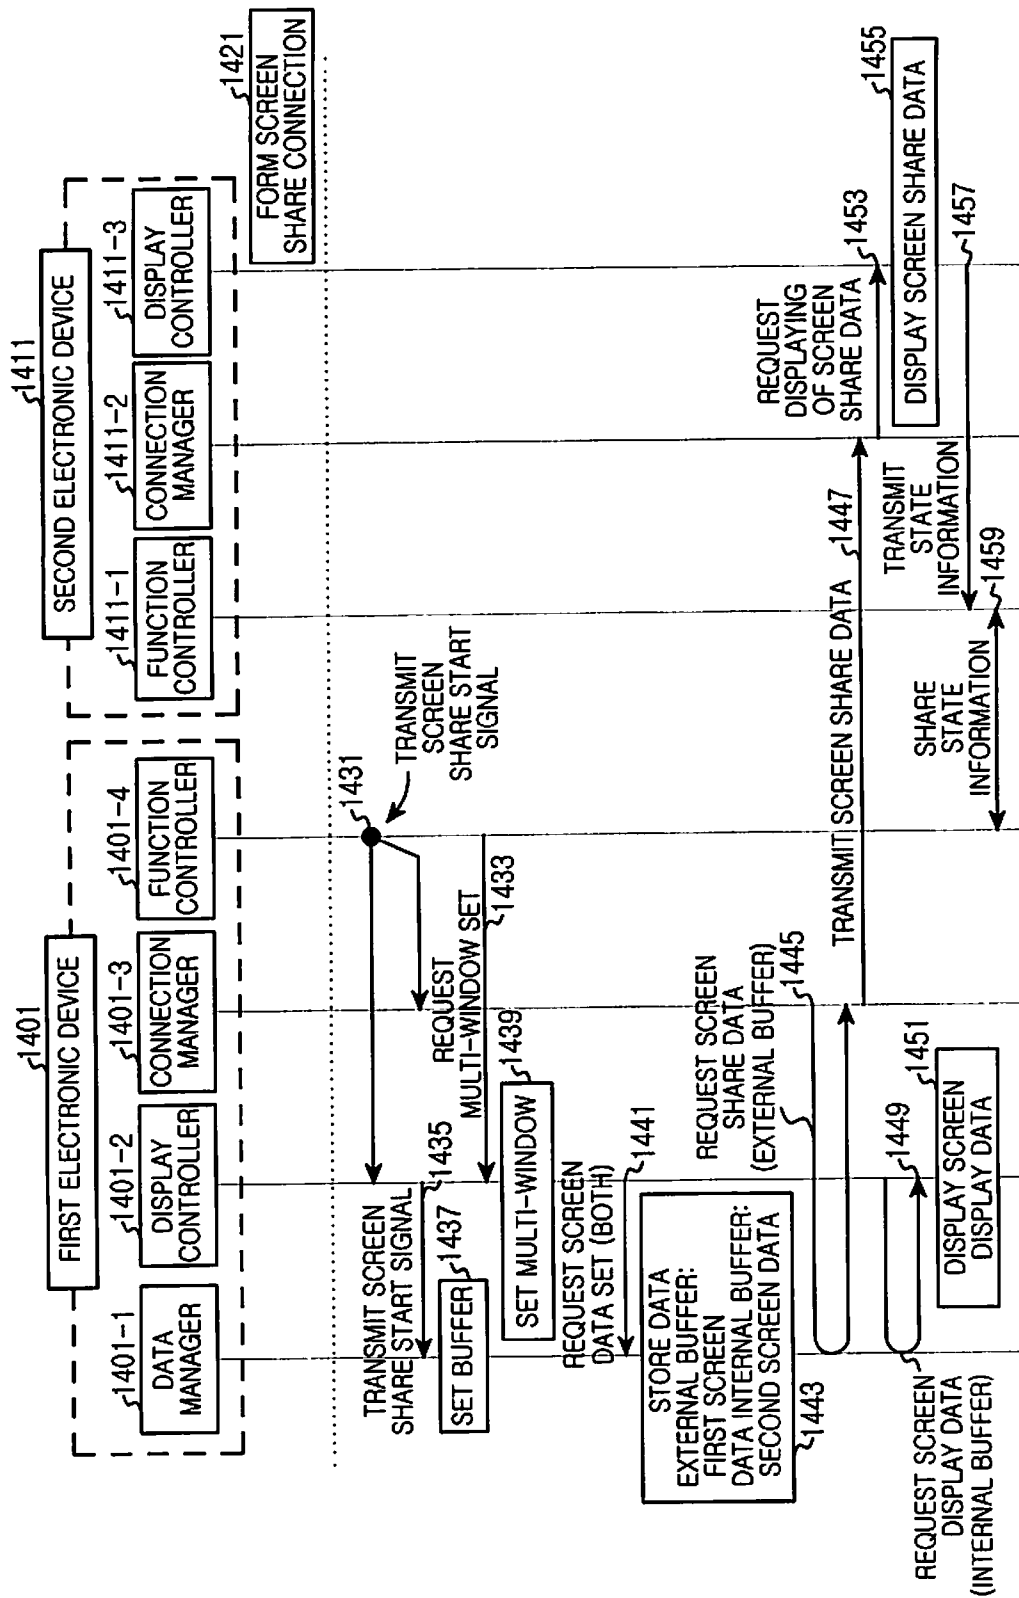 1401
FIRST ELECTRONIC DEVICE
1401-1
DATA
MANAGER
1401-2
DISPLAY
CONTROLLER
1401-3
CONNECTION
MANAGER
1401-4
FUNCTION
CONTROLLER
1411
SECOND ELECTRONIC DEVICE
1411-1
FUNCTION
CONTROLLER
1411-2
CONNECTION
MANAGER
1411-3
DISPLAY
CONTROLLER
1421
FORM SCREEN
SHARE CONNECTION
1431
TRANSMIT
SCREEN
SHARE START
SIGNAL
TRANSMIT SCREEN
SHARE START SIGNAL
1435
REQUEST
MULTI-WINDOW SET
1433
1437
SET BUFFER
1439
SET MULTI-WINDOW
REQUEST SCREEN
DATA SET (BOTH)
1441
STORE DATA
EXTERNAL BUFFER:
FIRST SCREEN
DATA INTERNAL BUFFER:
SECOND SCREEN DATA
1443
REQUEST SCREEN
SHARE DATA
(EXTERNAL BUFFER)
1445
TRANSMIT SCREEN SHARE DATA
1447
REQUEST
DISPLAYING
OF SCREEN
SHARE DATA
1453
1449
REQUEST SCREEN
DISPLAY DATA
(INTERNAL BUFFER)
1451
DISPLAY SCREEN
DISPLAY DATA
1455
DISPLAY SCREEN SHARE DATA
TRANSMIT
STATE
INFORMATION
1457
SHARE
STATE
INFORMATION
1459